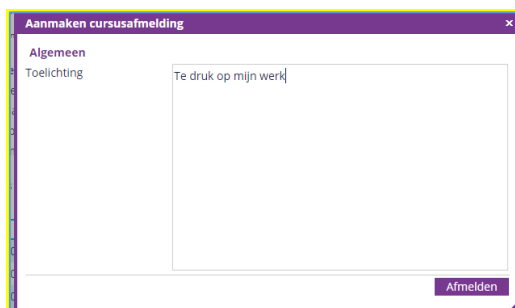 Aanmaken cursusafmelding ×
Algemeen
Toelichting
Te druk op mijn werk
Afmelden